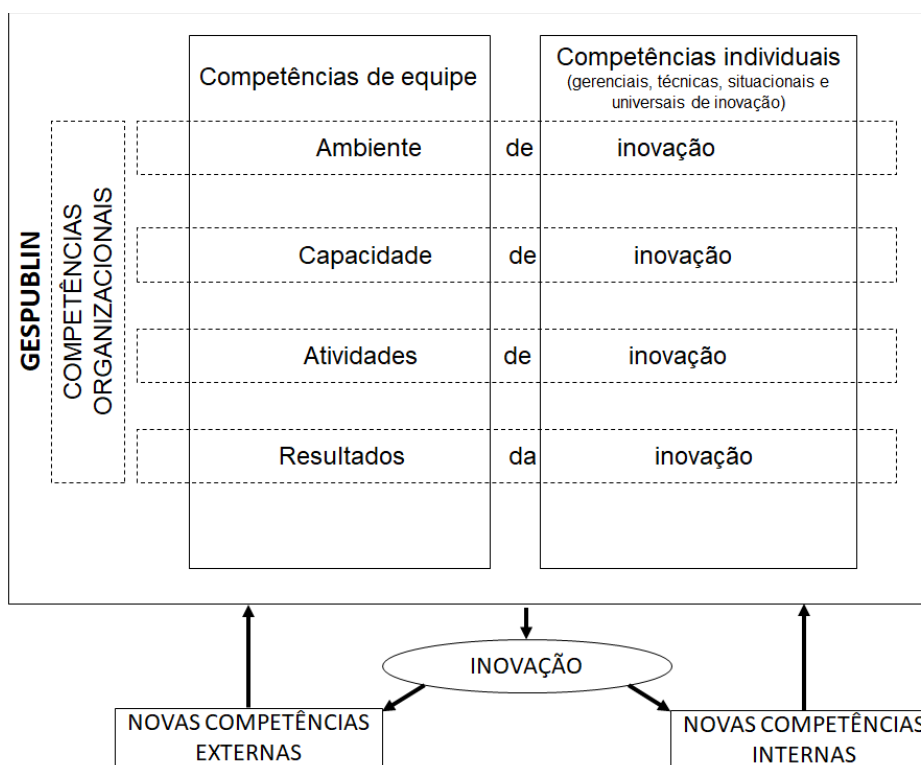 Competências de equipe
Competências individuais
(gerenciais, técnicas, situacionais e
universais de inovação)
GESPUBLIN
COMPETÊNCIAS
ORGANIZACIONAIS
Ambiente de inovação
Capacidade de inovação
Atividades de inovação
Resultados da inovação
INOVAÇÃO
NOVAS COMPETÊNCIAS
EXTERNAS
NOVAS COMPETÊNCIAS
INTERNAS